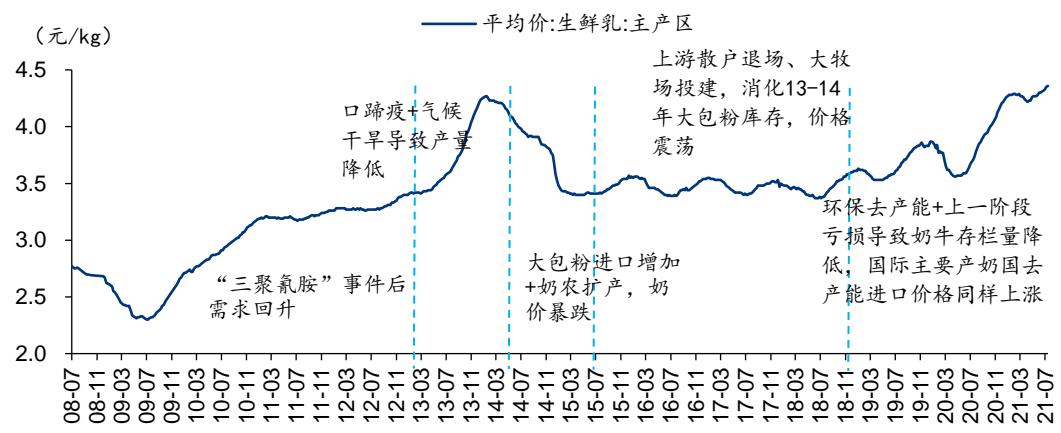 平均价:生鲜乳:主产区
（元/kg）
4.5
4.0
3.5
3.0
2.5
2.0
口蹄疫+气候
干旱导致产量
降低
上游散户退场、大牧
场投建，消化13-14
年大包粉库存，价格
震荡
“三聚氰胺”事件后
需求回升
大包粉进口增加
+奶农扩产，奶
价暴跌
环保去产能+上一阶段
亏损导致奶牛存栏量降
低，国际主要产奶国去
产能进口价格同样上涨
08-07
08-11
09-03
09-07
09-11
10-03
10-07
10-11
11-03
11-07
11-11
12-03
12-07
12-11
13-03
13-07
13-11
14-03
14-07
14-11
15-03
15-07
15-11
16-03
16-07
16-11
17-03
17-07
17-11
18-03
18-07
18-11
19-03
19-07
19-11
20-03
20-07
20-11
21-03
21-07